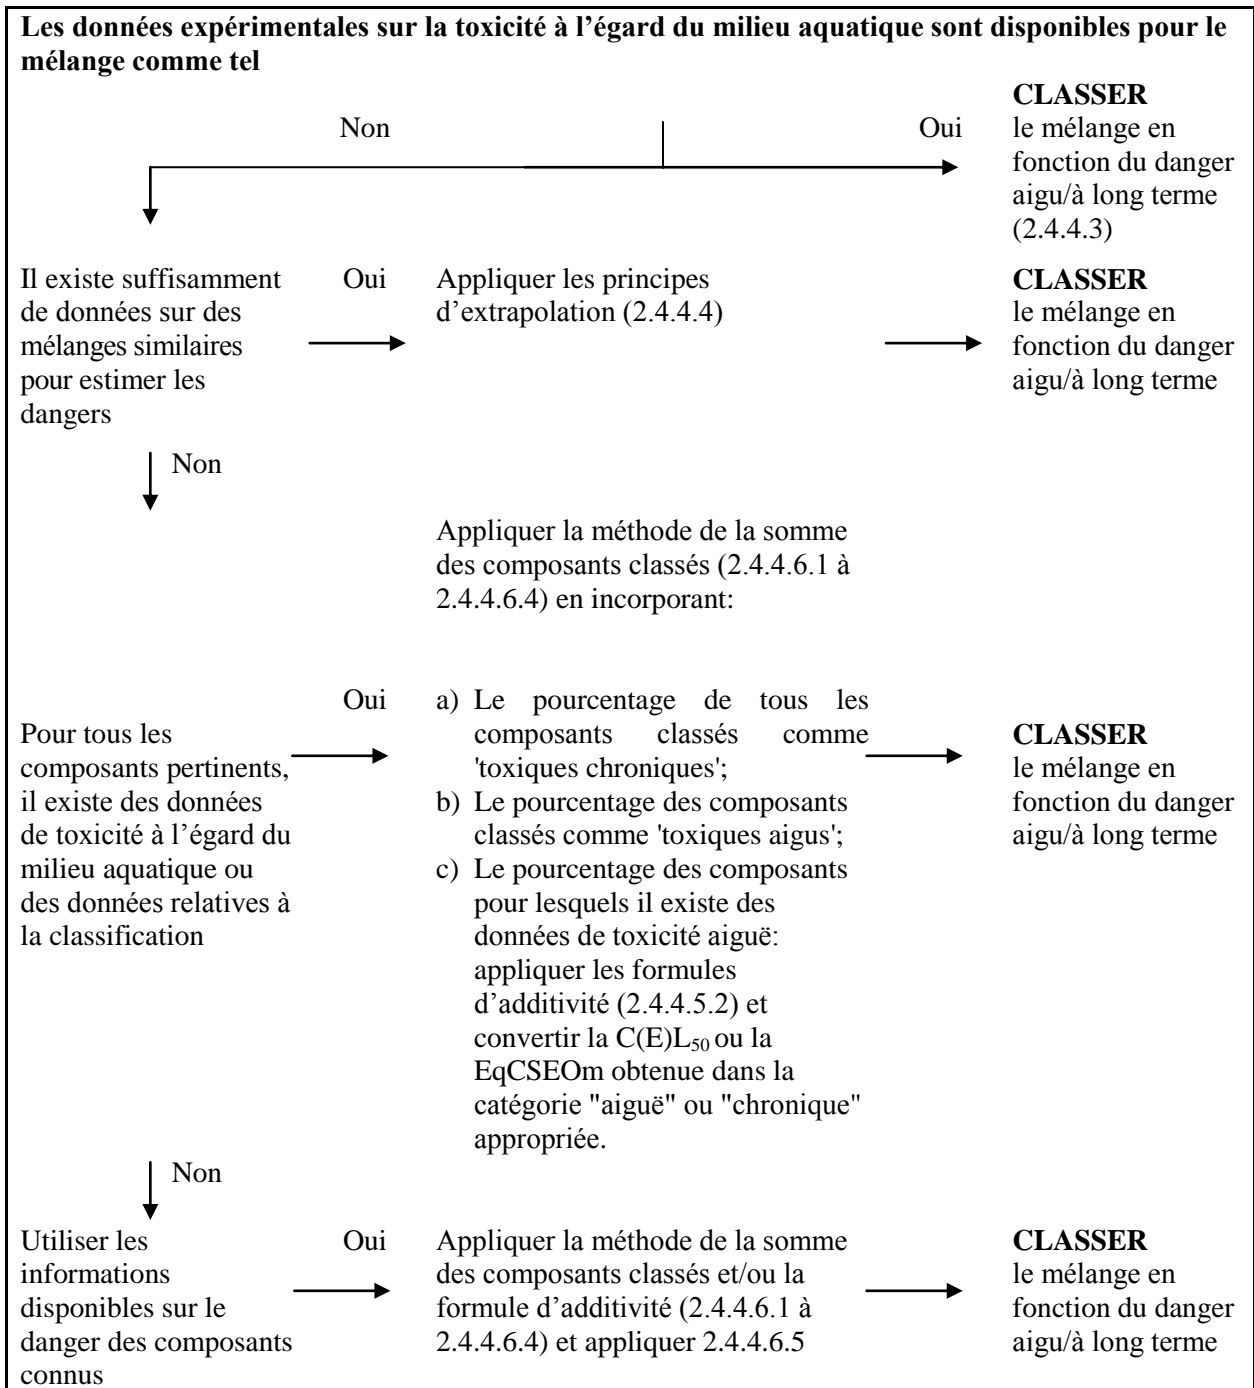 Les données expérimentales sur la toxicité à l’égard du milieu aquatique sont disponibles pour le
mélange comme tel
Non
Oui
CLASSER
le mélange en
fonction du danger
aigu/à long terme
(2.4.4.3)
Il existe suffisamment
de données sur des
mélanges similaires
pour estimer les
dangers
Oui
Appliquer les principes
d’extrapolation (2.4.4.4)
CLASSER
le mélange en
fonction du danger
aigu/à long terme
Non
Appliquer la méthode de la somme
des composants classés (2.4.4.6.1 à
2.4.4.6.4) en incorporant:
Pour tous les
composants pertinents,
il existe des données
de toxicité à l’égard du
milieu aquatique ou
des données relatives à
la classification
Oui
a) Le pourcentage de tous les
composants classés comme
'toxiques chroniques';
b) Le pourcentage des composants
classés comme 'toxiques aigus';
c) Le pourcentage des composants
pour lesquels il existe des
données de toxicité aiguë:
appliquer les formules
d’additivité (2.4.4.5.2) et
convertir la C(E)L50 ou la
EqCSEOm obtenue dans la
catégorie "aiguë" ou "chronique"
appropriée.
CLASSER
le mélange en
fonction du danger
aigu/à long terme
Non
Utiliser les
informations
disponibles sur le
danger des composants
connus
Oui
Appliquer la méthode de la somme
des composants classés et/ou la
formule d’additivité (2.4.4.6.1 à
2.4.4.6.4) et appliquer 2.4.4.6.5
CLASSER
le mélange en
fonction du danger
aigu/à long terme